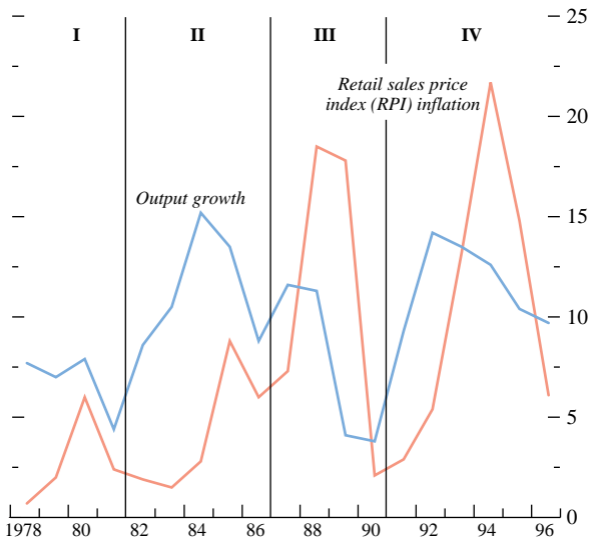 25
I II III IV
Retail sales price
index (RPI) inflation
20
Output growth
15
10
5
0
1978 80 82 84 86 88 90 92 94 96